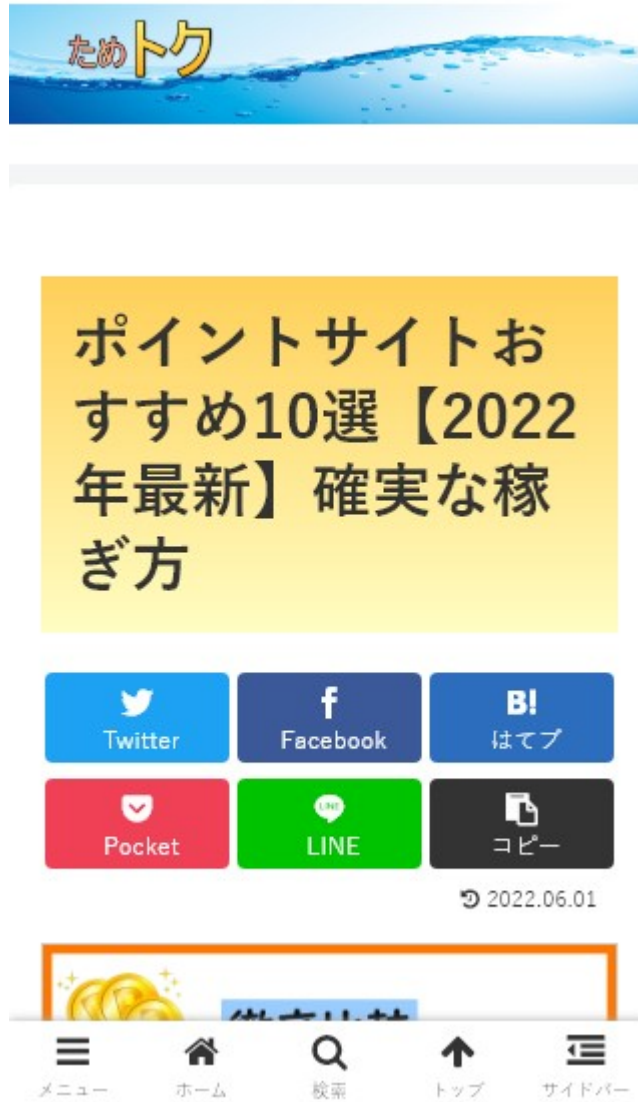 ためトク
ポイントサイトお
すすめ10選【2022
年最新】確実な稼
ぎ方
Twitter
Facebook
B!
はてブ
Pocket
LINE
LINE
コピー
2022.06.01
メニュー
ホーム
検索
トップ
サイドバー